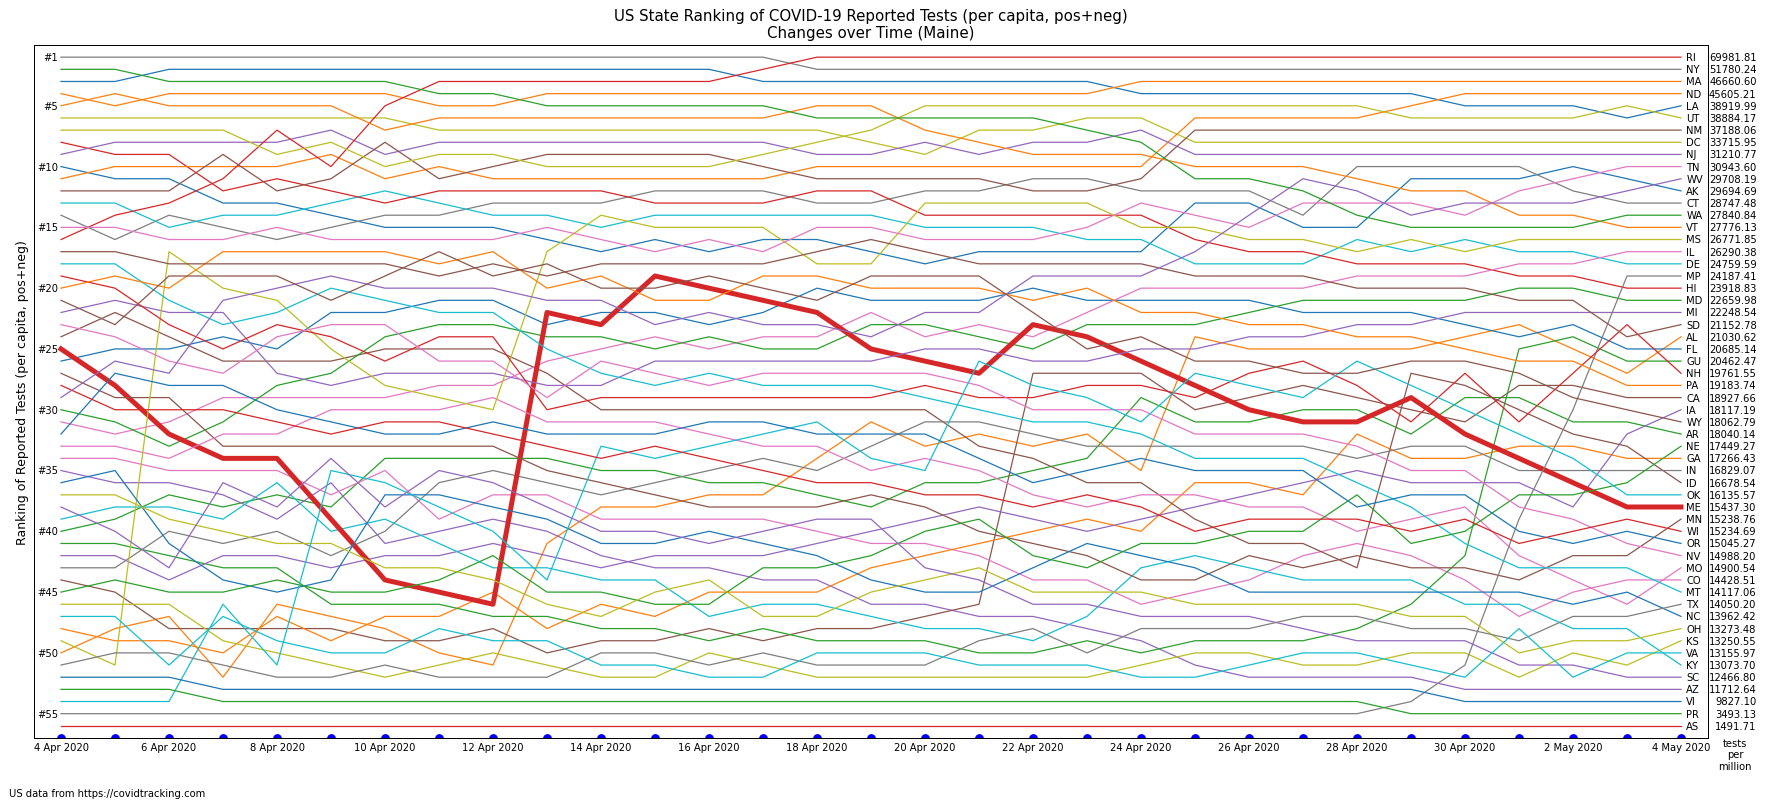 US State Ranking of COVID-19 Reported Tests (per capita, pos+neg)
Changes over Time (Maine)
Ranking of Reported Tests (per capita, pos+neg)
#1
#5
#10
#15
#20
#25
#30
#35
#40
#45
#50
#55
RI 69981.81
NY 51780.24
MA 46660.60
ND 45605.21
LA 38919.99
UT 38884.17
NM 37188.06
DC 33715.95
NJ 31210.77
TN 30943.60
WV 29708.19
AK 29694.69
CT 28747.48
WA 27840.84
VT 27776.13
MS 26771.85
IL 26290.38
DE 24759.59
MP 24187.41
HI 23918.83
MD 22659.98
MI 22248.54
SD 21152.78
AL 21030.62
FL 20685.14
GU 20462.47
NH 19761.55
PA 19183.74
CA 18927.66
IA 18117.19
WY 18062.79
AR 18040.14
NE 17449.27
GA 17266.43
IN 16829.07
ID 16678.54
OK 16135.57
ME 15437.30
MN 15238.76
WI 15234.69
OR 15045.27
NV 14988.20
MO 14900.54
CO 14428.51
MT 14117.06
TX 14050.20
NC 13962.42
OH 13273.48
KS 13250.55
VA 13155.97
KY 13073.70
SC 12466.80
AZ 11712.64
VI 9827.10
PR 3493.13
AS 1491.71
4 Apr 2020 6 Apr 2020 8 Apr 2020 10 Apr 2020 12 Apr 2020 14 Apr 2020 16 Apr 2020 18 Apr 2020 20 Apr 2020 22 Apr 2020 24 Apr 2020 26 Apr 2020 28 Apr 2020 30 Apr 2020 2 May 2020 4 May 2020
tests
per
million
US data from https://covidtracking.com